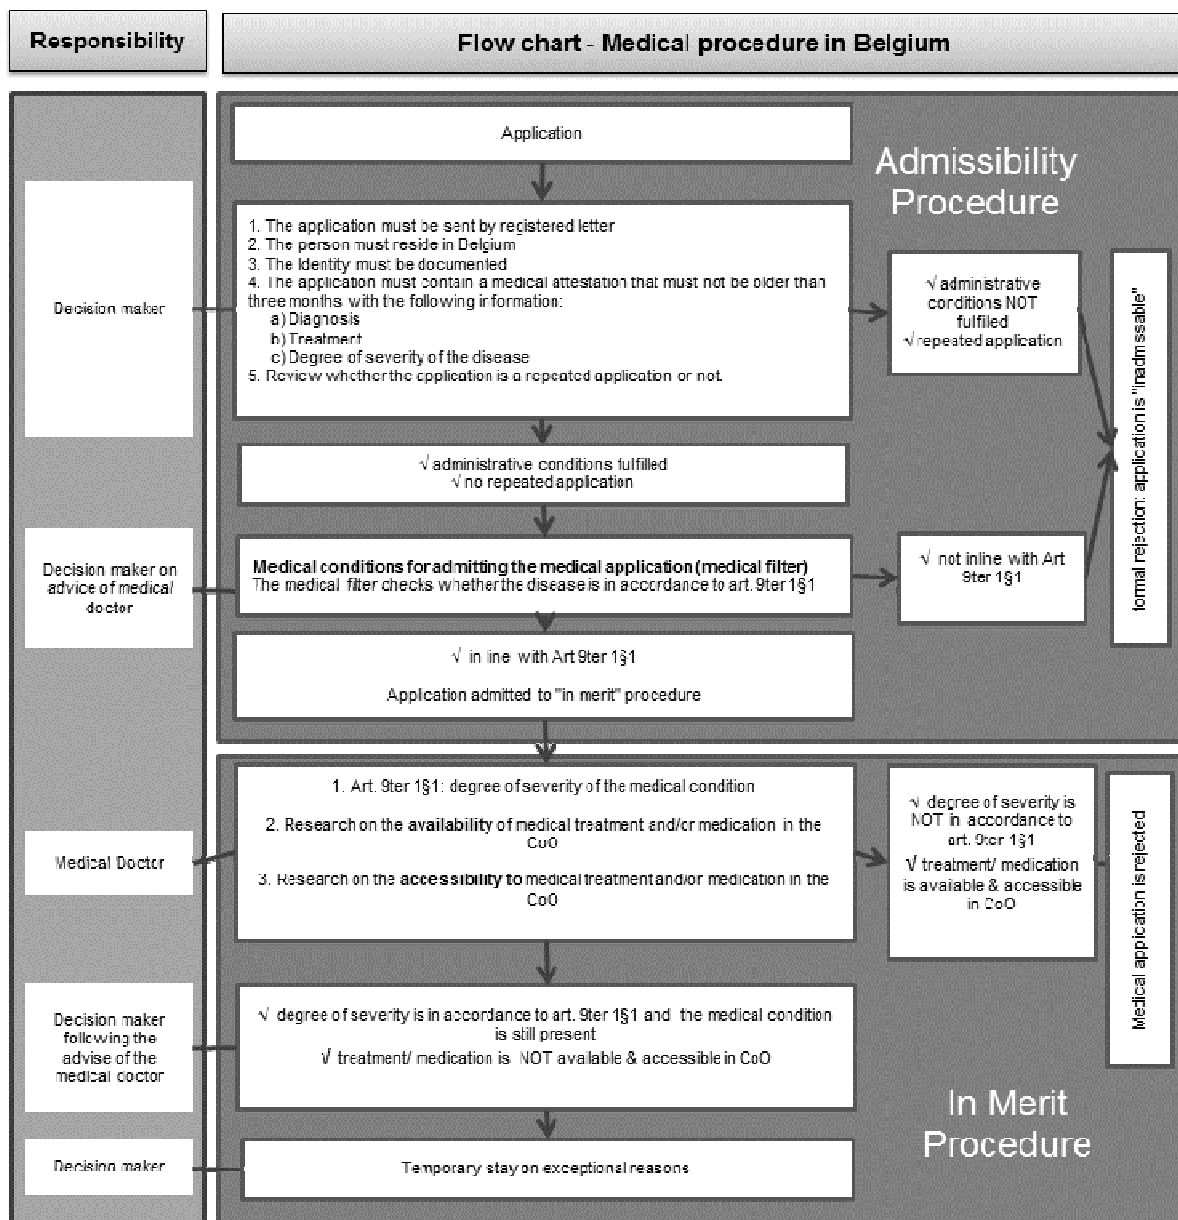 Responsibility
Flow chart - Medical procedure in Belgium
Application
Admissibility
Procedure
Decision maker
1. The application must be sent by registered letter
2. The person must reside in Belgium
3. The Identity must be documented
4. The application must contain a medical attestation that must not be older than
three months, with the following information:
a) Diagnosis
b) Treatment
c) Degree of severity of the disease
5. Review whether the application is a repeated application or not.
√ administrative
conditions NOT
fulfilled
√ repeated application
formal rejection: application is "inadmissable"
√ administrative conditions fulfilled
√ no repeated application
Decision maker on
advice of medical
doctor
Medical conditions for admitting the medical application (medical filter)
The medical filter checks whether the disease is in accordance to art. 9ter 1§1
√ not inline with Art
9ter 1§1
√ in line with Art 9ter 1§1
Application admitted to "in merit" procedure
Medical Doctor
1. Art. 9ter 1§1: degree of severity of the medical condition
2. Research on the availability of medical treatment and/or medication in the
CoO
3. Research on the accessibility to medical treatment and/or medication in the
CoO
√ degree of severity is
NOT in accordance to
art. 9ter 1§1
√ treatment/ medication
is available & accessible
in CoO
Medical application is rejected
Decision maker
following the
advise of the
medical doctor
√ degree of severity is in accordance to art. 9ter 1§1 and the medical condition
is still present
√ treatment/ medication is NOT available & accessible in CoO
In Merit
Procedure
Decision maker
Temporary stay on exceptional reasons